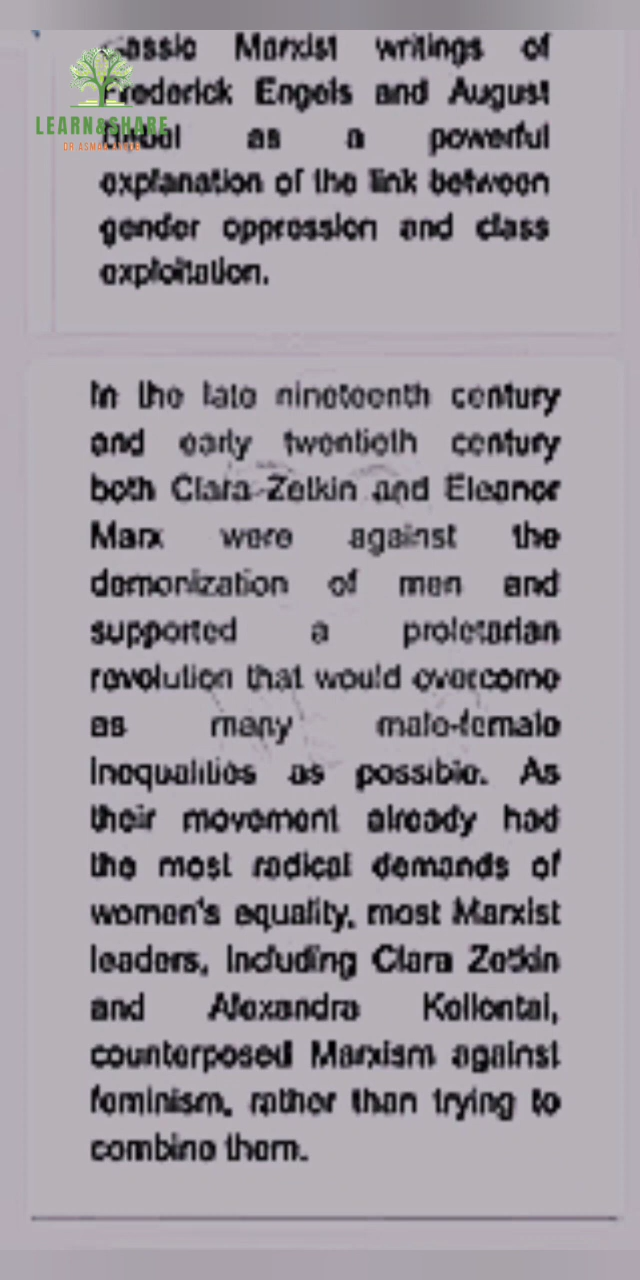 classic Marxist writings of
Frederick Engels and August
LEARN&SHARE
as a powerful
DR ASMA
explanation of the link between
gender oppression and class
exploitation.
In the late nineteenth century
and early twentieth century
both Clara Zetkin and Eleanor
Marx were against the
demonization of men and
supported a proletarian
revolution that would overcome
as many male-female
inequalities as possible. As
their movement already had
the most radical demands of
women's equality, most Marxist
leaders, including Clara Zetkin
and Alexandra Kollontai,
counterposed Marxism against
feminism, rather than trying to
combine them.